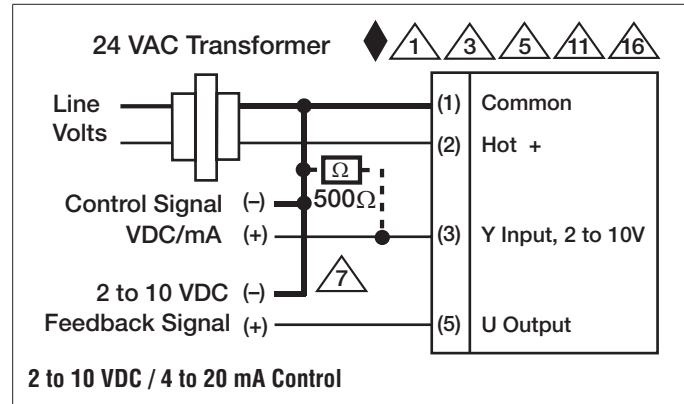 24 VAC Transformer 1 3 5 11 16
Line (1) Common
Volts (2) Hot +
Ω
Control Signal (–) 500Ω
VDC/mA (+) (3) Y Input, 2 to 10V
7
2 to 10 VDC (–)
Feedback Signal (+) (5) U Output
2 to 10 VDC / 4 to 20 mA Control